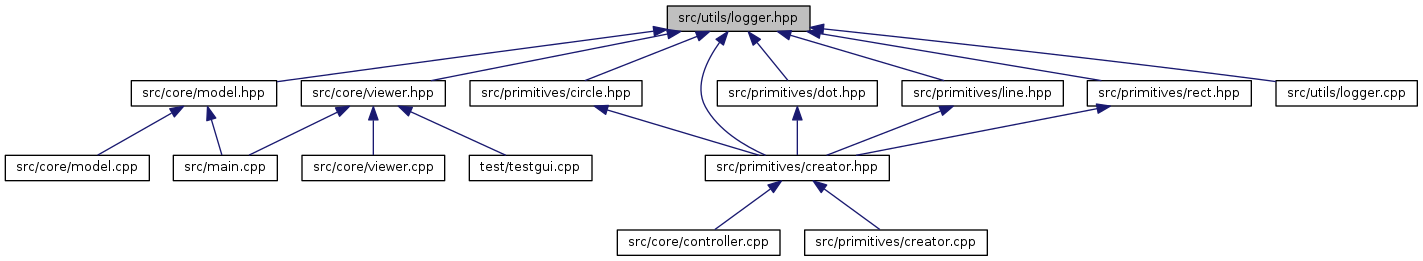 src/utils/logger.hpp
src/core/model.hpp
src/core/viewer.hpp
src/primitives/circle.hpp
src/primitives/dot.hpp
src/primitives/line.hpp
src/primitives/rect.hpp
src/utils/logger.cpp
src/core/model.cpp
src/main.cpp
src/core/viewer.cpp
test/testgui.cpp
src/primitives/creator.hpp
src/core/controller.cpp
src/primitives/creator.cpp